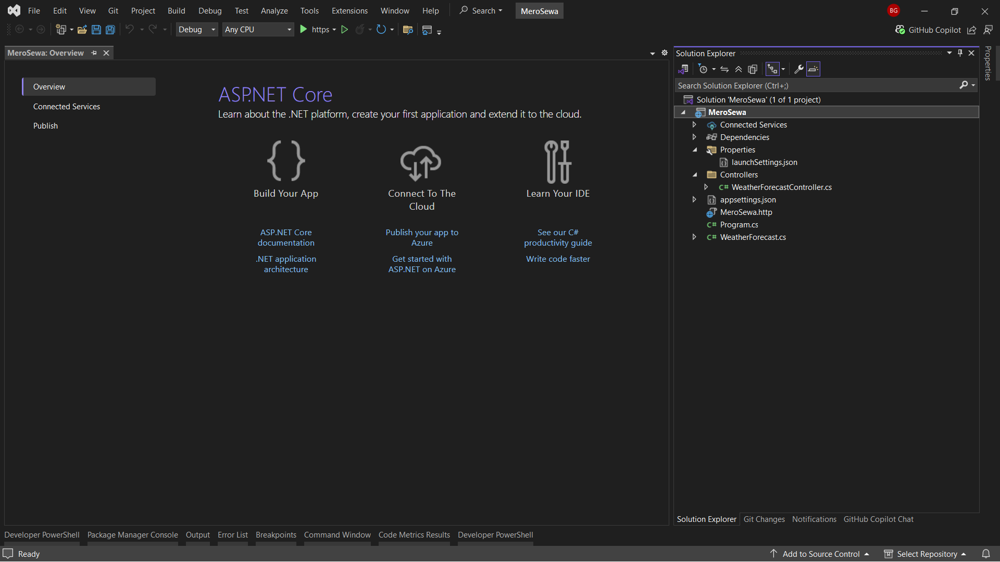 File Edit View Git Project Build Debug Test Analyze Tools Extensions Window Help Search MeroSewa BG
Debug Any CPU https GitHub Copilot
MeroSewa: Overview
Overview
Connected Services
Publish
ASP.NET Core
Learn about the .NET platform, create your first application and extend it to the cloud.
Build Your App
ASP.NET Core
documentation
.NET application
architecture
Connect To The
Cloud
Publish your app to
Azure
Get started with
ASP.NET on Azure
Learn Your IDE
See our C#
productivity guide
Write code faster
Solution Explorer
Search Solution Explorer (Ctrl+;)
Solution 'MeroSewa' (1 of 1 project)
MeroSewa
Connected Services
Dependencies
Properties
launchSettings.json
Controllers
C# WeatherForecastController.cs
appsettings.json
MeroSewa.http
C# Program.cs
C# WeatherForecast.cs
Solution Explorer Git Changes Notifications GitHub Copilot Chat
Properties
Developer PowerShell Package Manager Console Output Error List Breakpoints Command Window Code Metrics Results Developer PowerShell
Ready Add to Source Control Select Repository